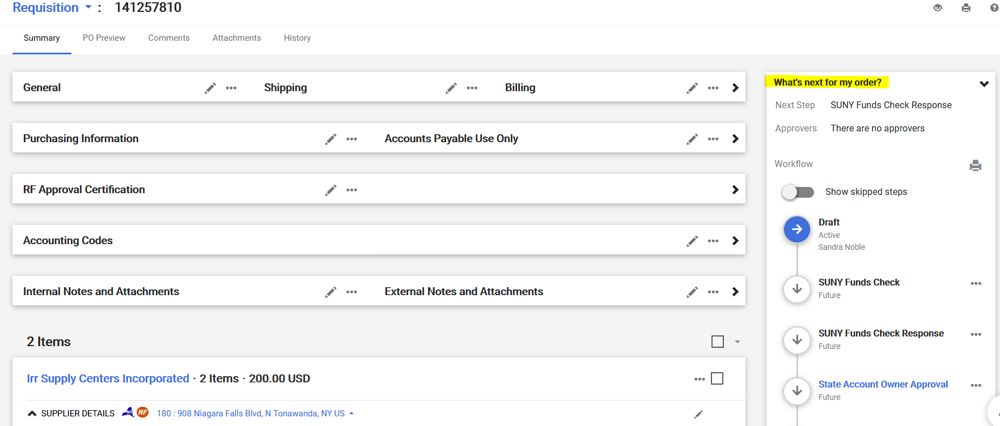 Requisition : 141257810
Summary PO Preview Comments Attachments History
General Shipping Billing
Purchasing Information Accounts Payable Use Only
RF Approval Certification
Accounting Codes
Internal Notes and Attachments External Notes and Attachments
2 Items
Irr Supply Centers Incorporated · 2 Items · 200.00 USD
SUPPLIER DETAILS NY RF 180 : 908 Niagara Falls Blvd, N Tonawanda, NY US
What's next for my order?
Next Step SUNY Funds Check Response
Approvers There are no approvers
Workflow
Show skipped steps
Draft
Active
Sandra Noble
SUNY Funds Check
Future
SUNY Funds Check Response
Future
State Account Owner Approval
Future